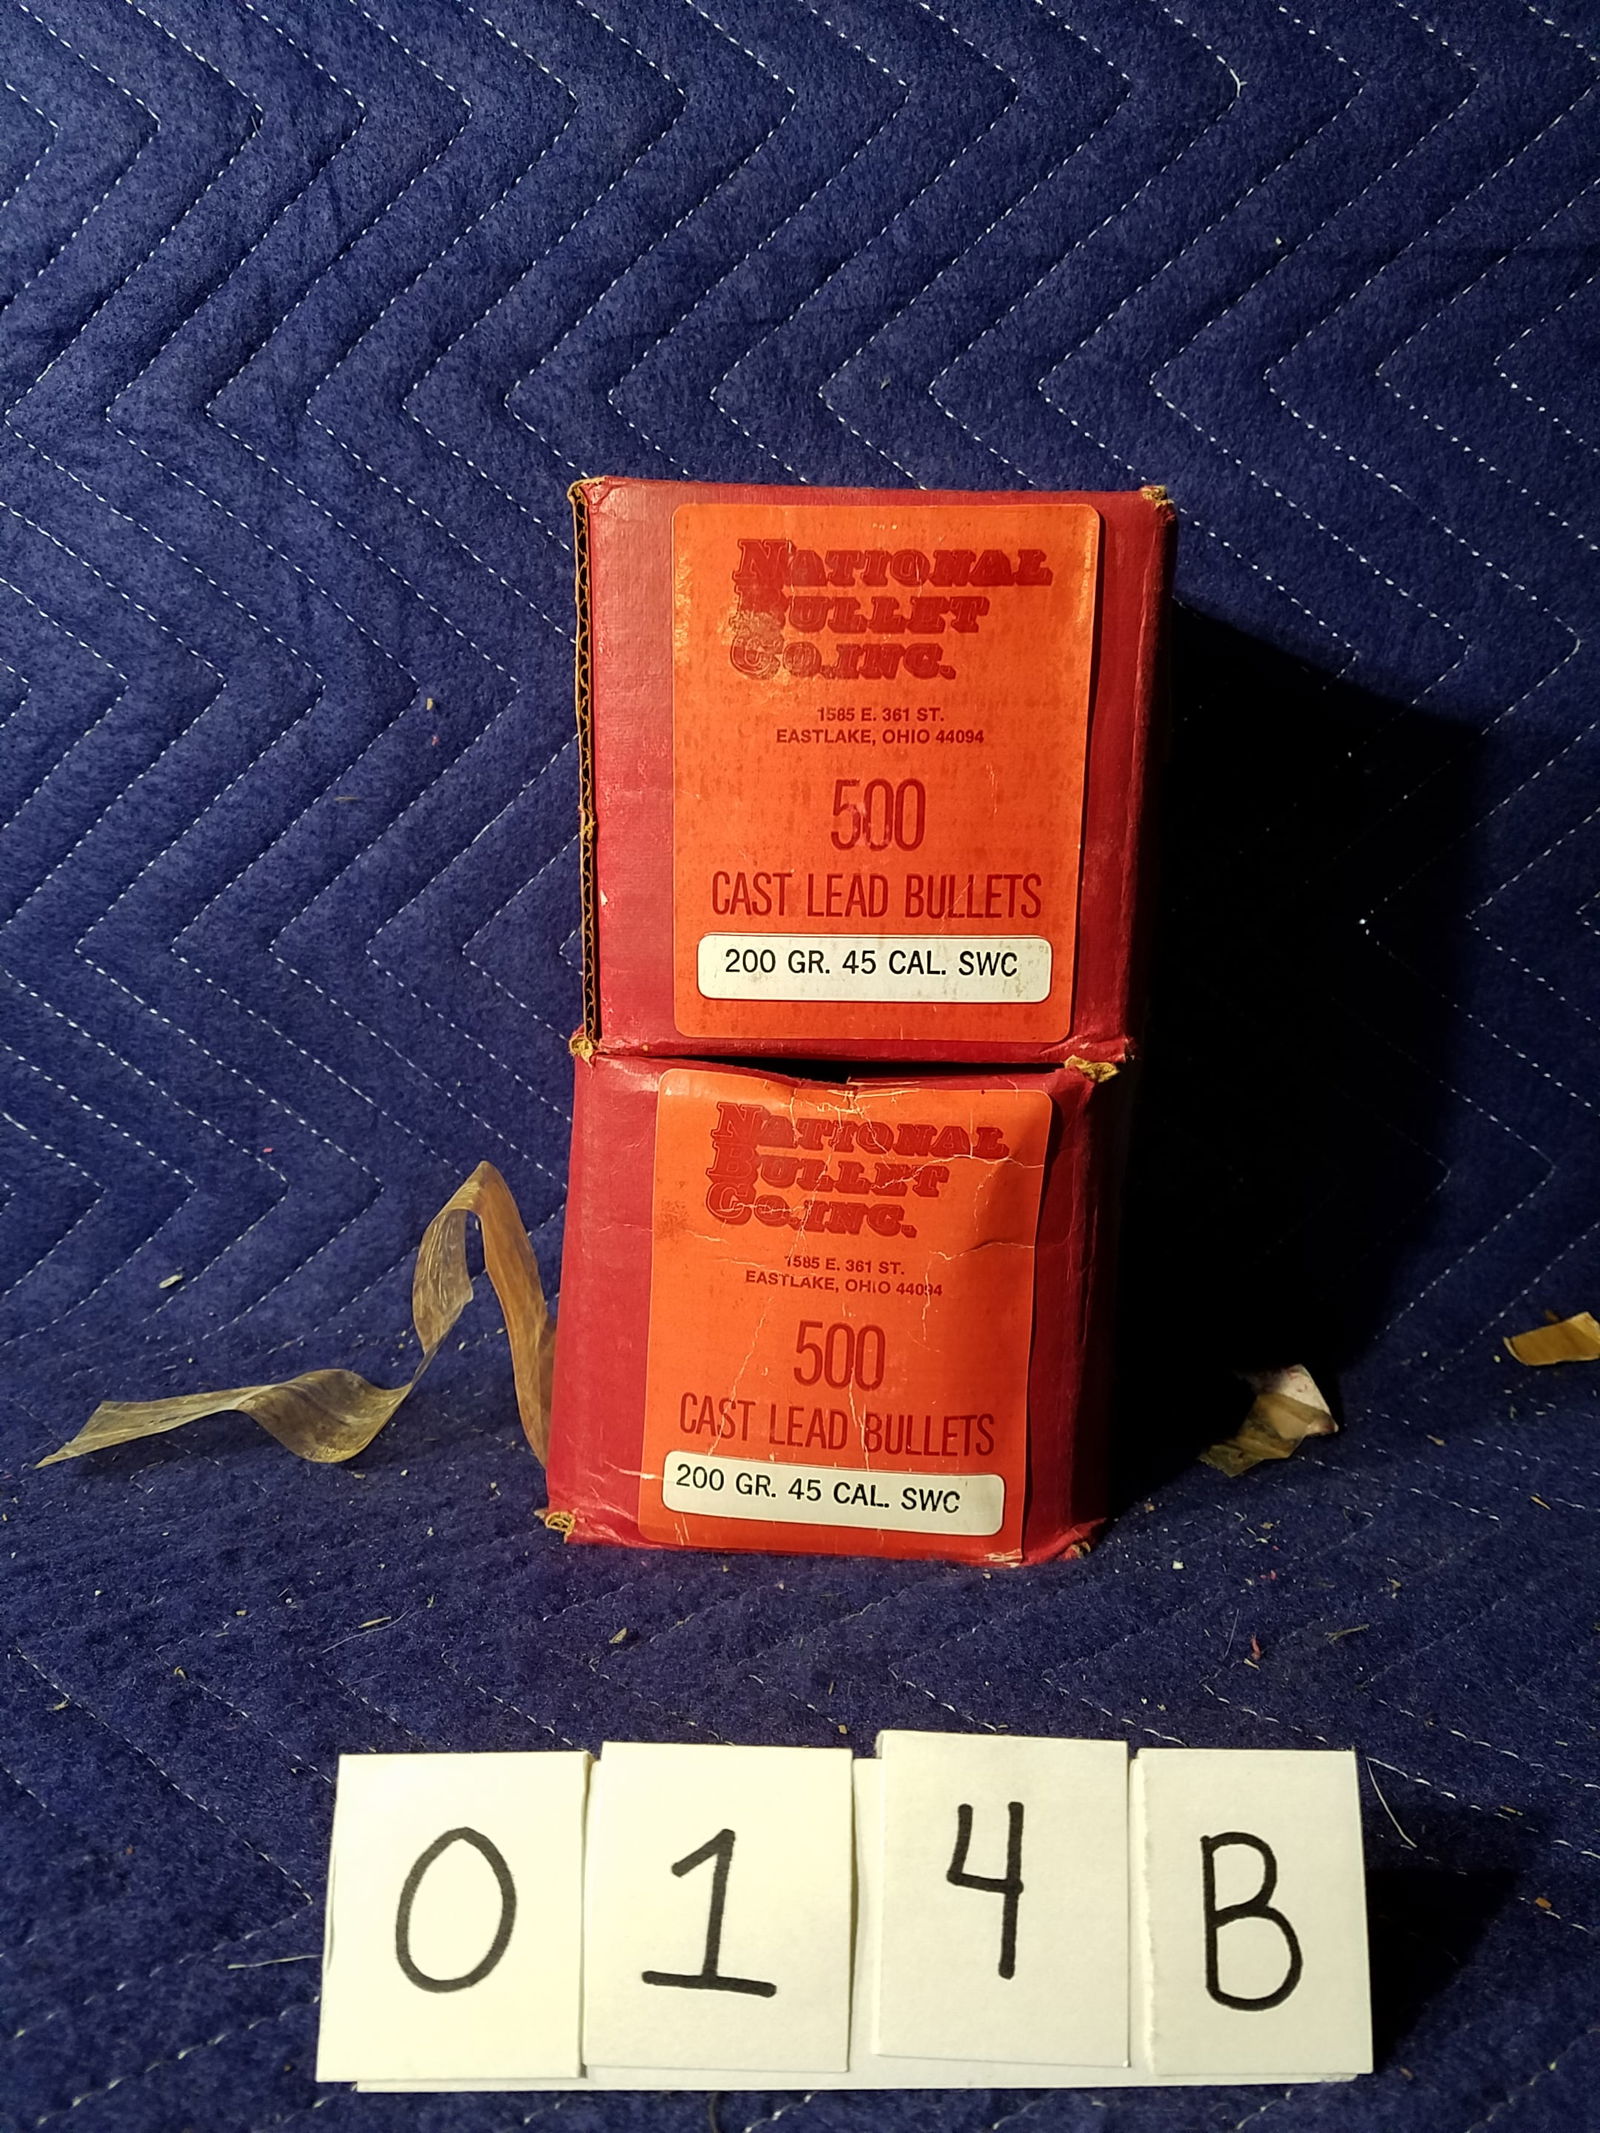 NATIONAL
BULLET
CO. INC.
1585 E. 361 ST.
EASTLAKE, OHIO 44094
500
CAST LEAD BULLETS
200 GR. 45 CAL. SWC
NATIONAL
BULLET
CO. INC.
1585 E. 361 ST.
EASTLAKE, OHIO 44094
500
CAST LEAD BULLETS
200 GR. 45 CAL. SWC
0 1 4 B